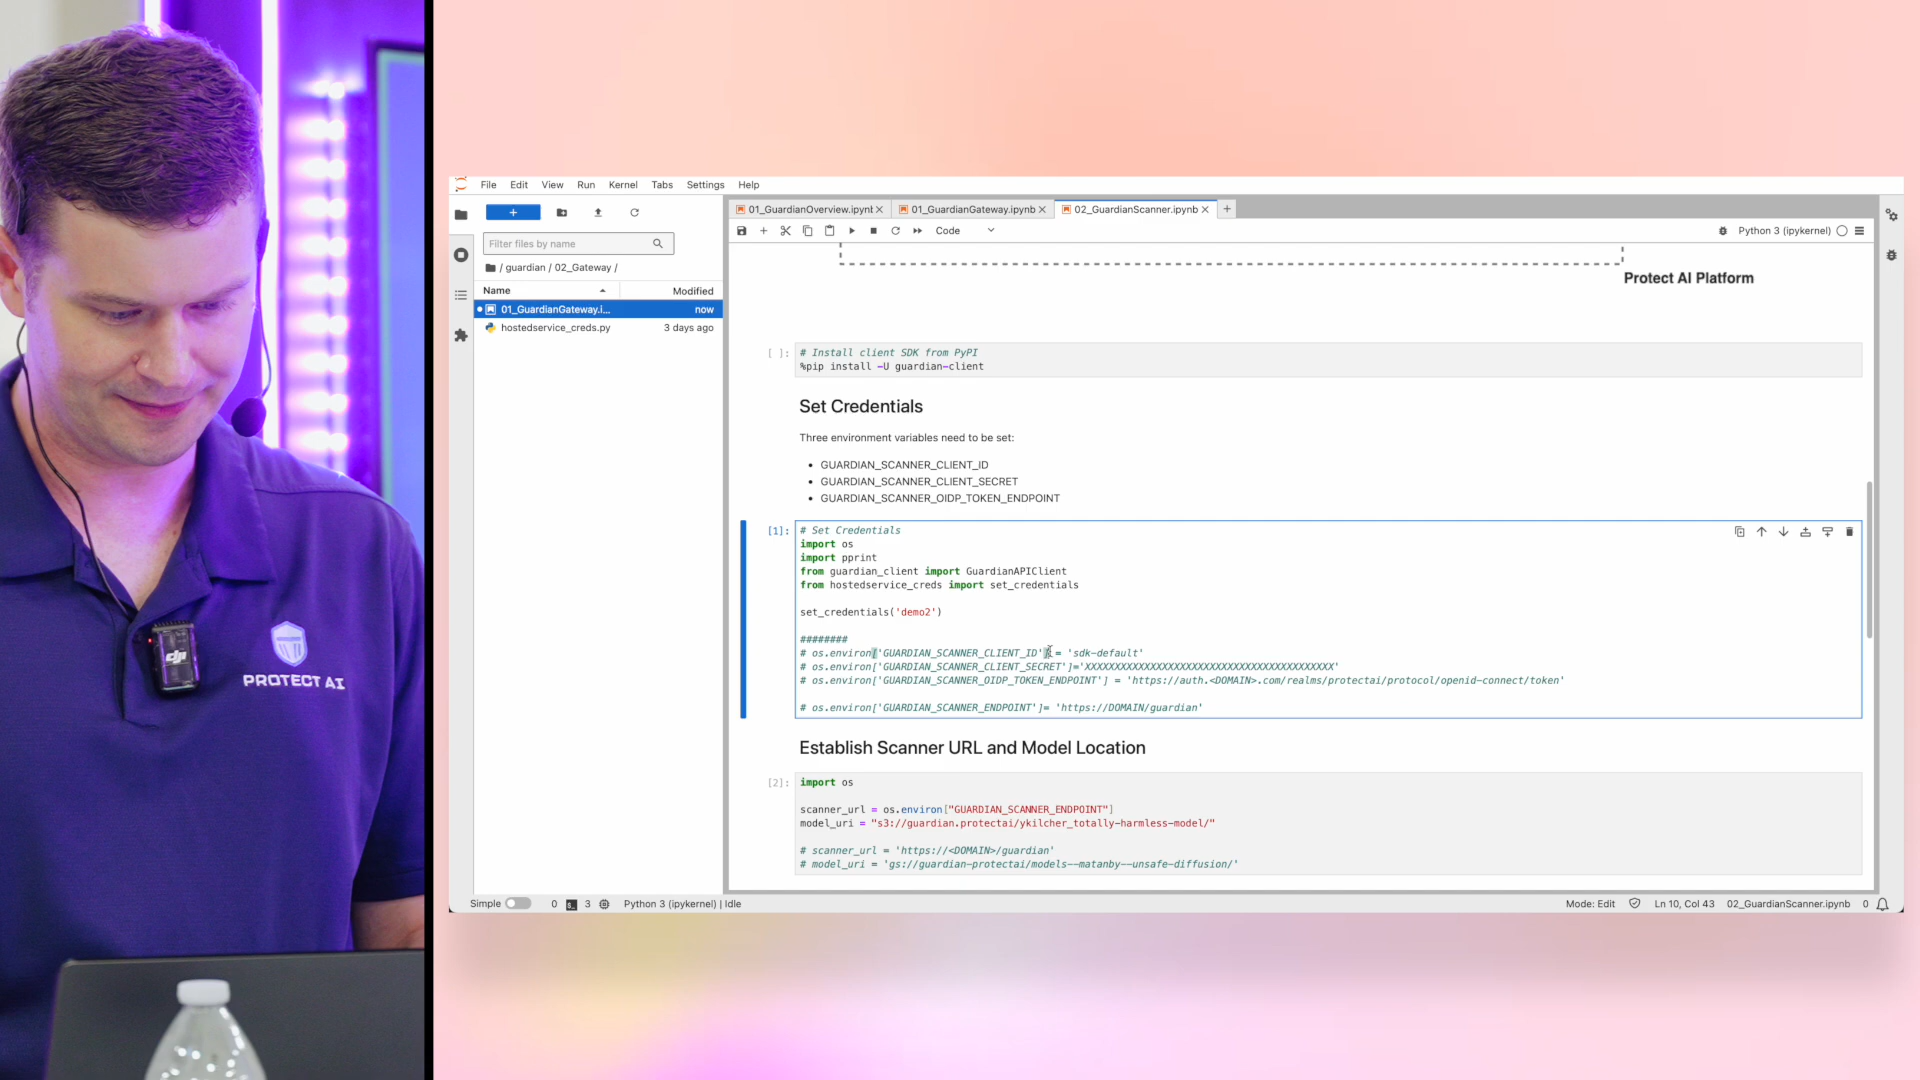 dji
PROTECT AI
File Edit View Run Kernel Tabs Settings Help
01_GuardianOverview.ipynb
01_GuardianGateway.ipynb
02_GuardianScanner.ipynb
Code
Python 3 (ipykernel)
Filter files by name
/ guardian / 02_Gateway /
Name Modified
01_GuardianGateway.i... now
hostedservice_creds.py 3 days ago
Protect AI Platform
[ ]:
# Install client SDK from PyPI
%pip install -U guardian-client
Set Credentials
Three environment variables need to be set:
• GUARDIAN_SCANNER_CLIENT_ID
• GUARDIAN_SCANNER_CLIENT_SECRET
• GUARDIAN_SCANNER_OIDP_TOKEN_ENDPOINT
[1]:
# Set Credentials
import os
import pprint
from guardian_client import GuardianAPIClient
from hostedservice_creds import set_credentials
set_credentials('demo2')
########
# os.environ['GUARDIAN_SCANNER_CLIENT_ID'] = 'sdk-default'
# os.environ['GUARDIAN_SCANNER_CLIENT_SECRET']='XXXXXXXXXXXXXXXXXXXXXXXXXXXXXXXXXXXXXXXXXX'
# os.environ['GUARDIAN_SCANNER_OIDP_TOKEN_ENDPOINT'] = 'https://auth.<DOMAIN>.com/realms/protectai/protocol/openid-connect/token'
# os.environ['GUARDIAN_SCANNER_ENDPOINT']= 'https://DOMAIN/guardian'
Establish Scanner URL and Model Location
[2]:
import os
scanner_url = os.environ["GUARDIAN_SCANNER_ENDPOINT"]
model_uri = "s3://guardian.protectai/ykilcher_totally-harmless-model/"
# scanner_url = 'https://<DOMAIN>/guardian'
# model_uri = 'gs://guardian-protectai/models--matanby--unsafe-diffusion/'
Simple 0 3 Python 3 (ipykernel) | Idle
Mode: Edit Ln 10, Col 43 02_GuardianScanner.ipynb 0